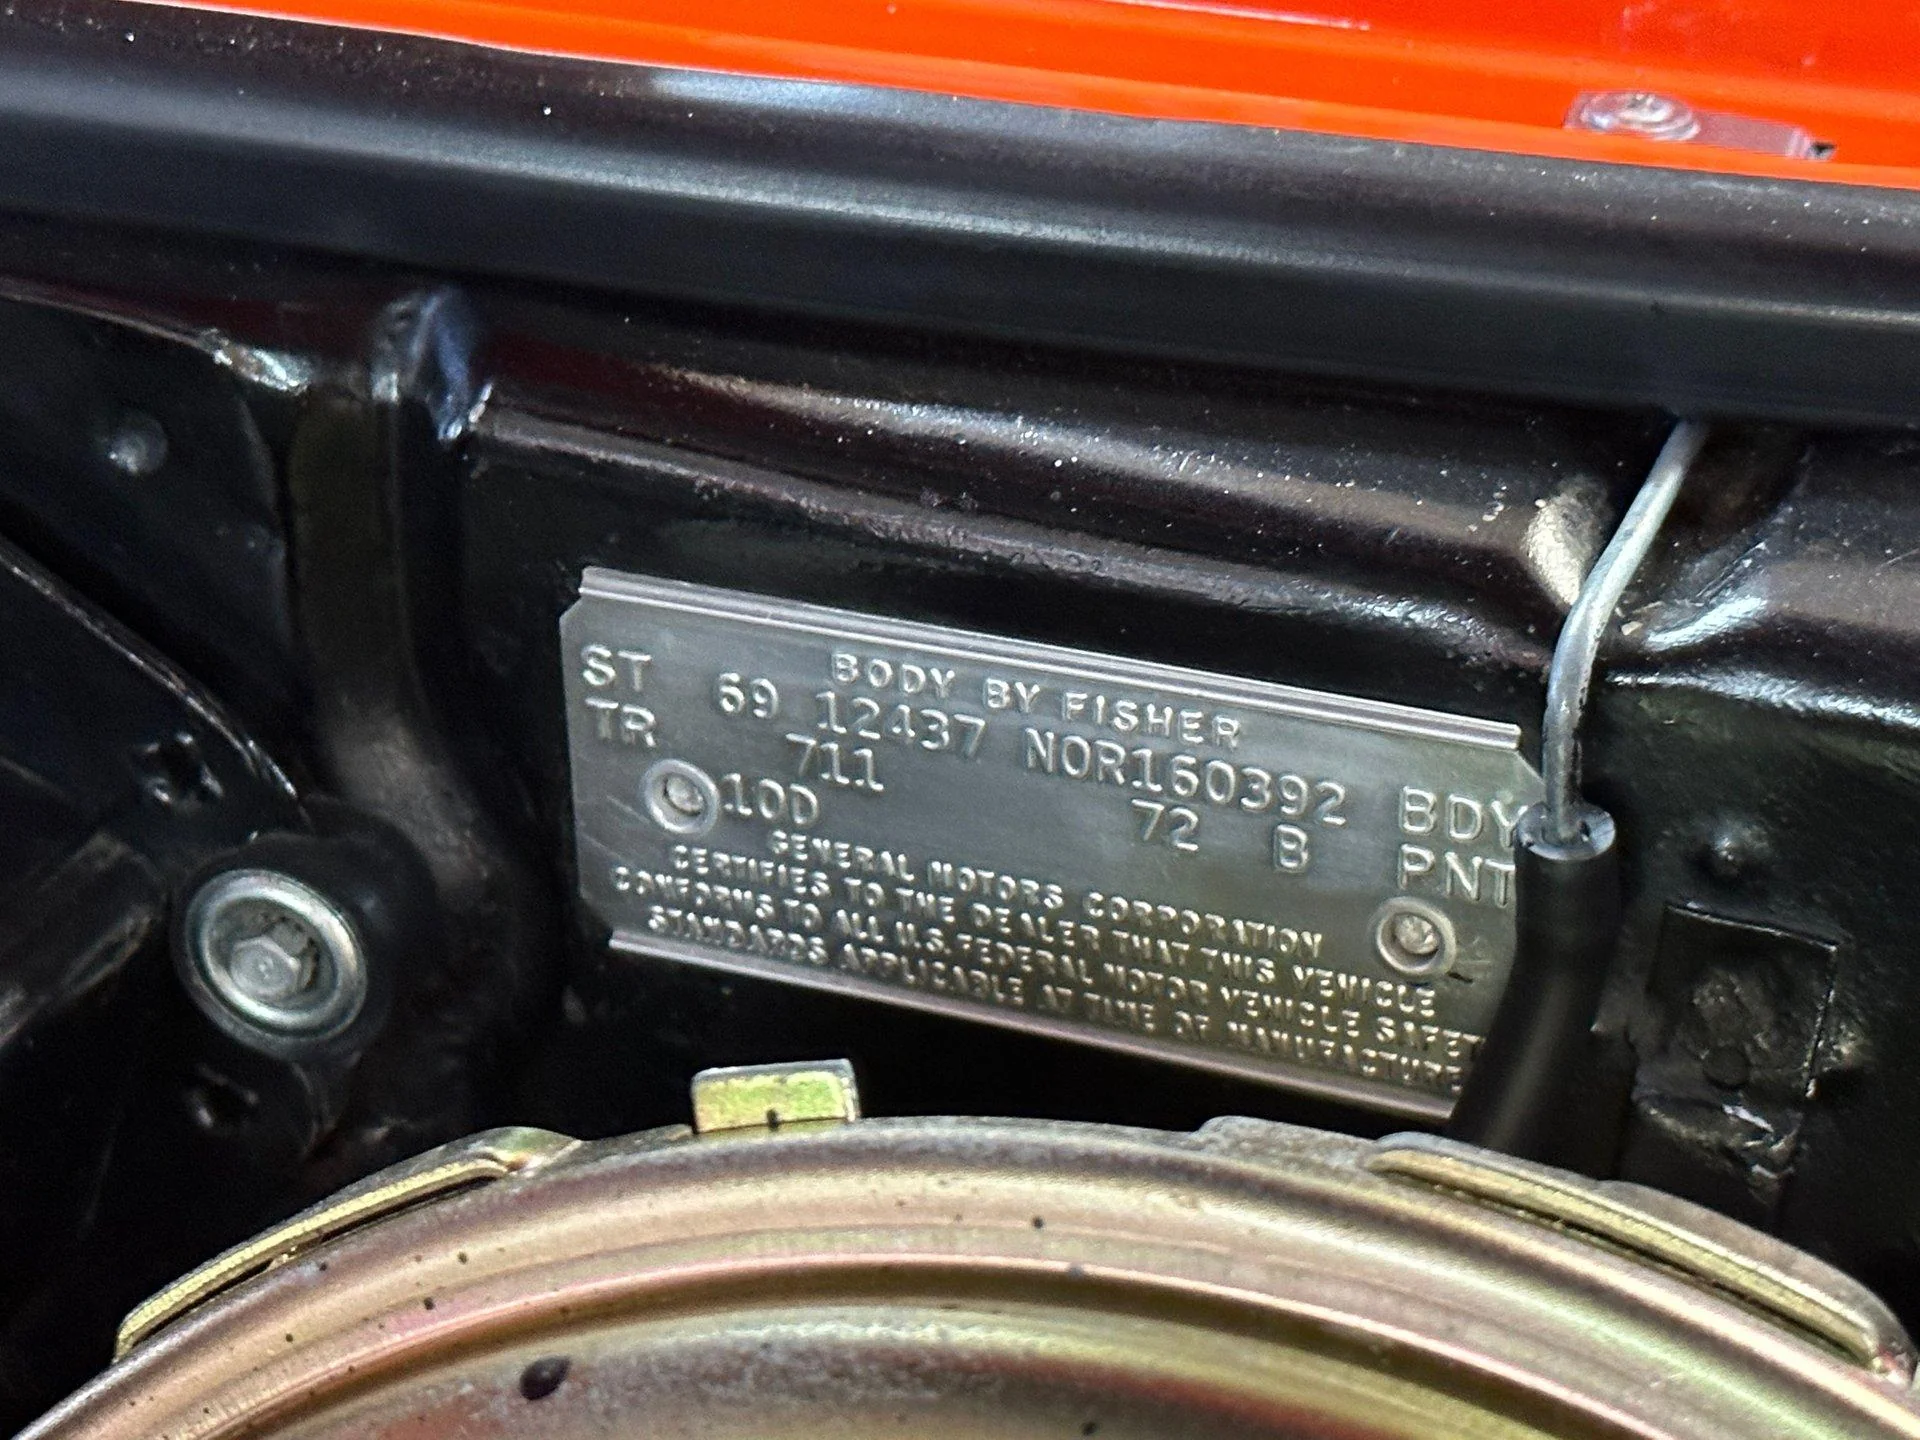 BODY BY FISHER
ST 69 12437 NOR160392 BDY
TR 711 72 B PNT
10D
GENERAL MOTORS CORPORATION
CERTIFIES TO THE DEALER THAT THIS VEHICLE
CONFORMS TO ALL U.S. FEDERAL MOTOR VEHICLE SAFET
STANDARDS APPLICABLE AT TIME OF MANUFACTURE